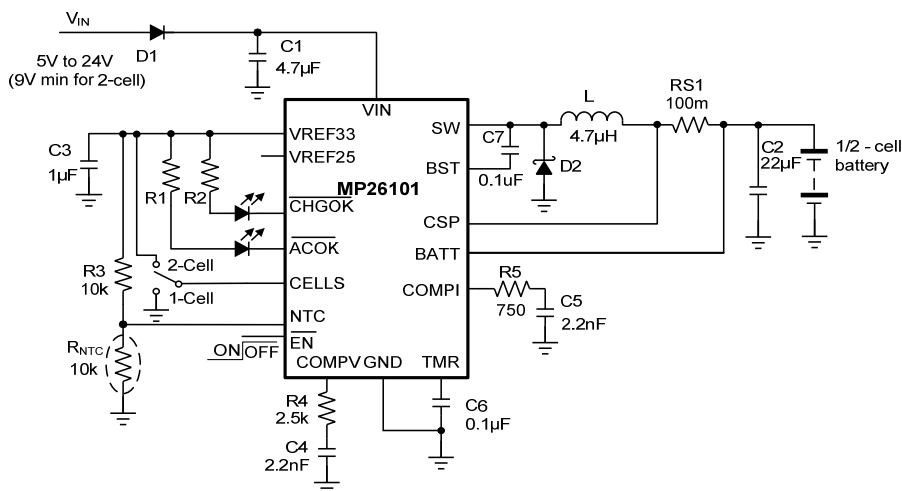 VIN
5V to 24V
(9V min for 2-cell)
D1
C1
4.7µF
VIN
VREF33
VREF25
MP26101
CHGOK
ACOK
CELLS
NTC
EN
COMPV
GND
TMR
SW
BST
CSP
BATT
COMPI
C3
1µF
R1
R2
R3
10k
2-Cell
1-Cell
RNTC
10k
ON OFF
R4
2.5k
C4
2.2nF
C6
0.1µF
R5
750
C5
2.2nF
C7
0.1uF
D2
L
4.7µH
RS1
100m
C2
22µF
1/2 - cell
battery